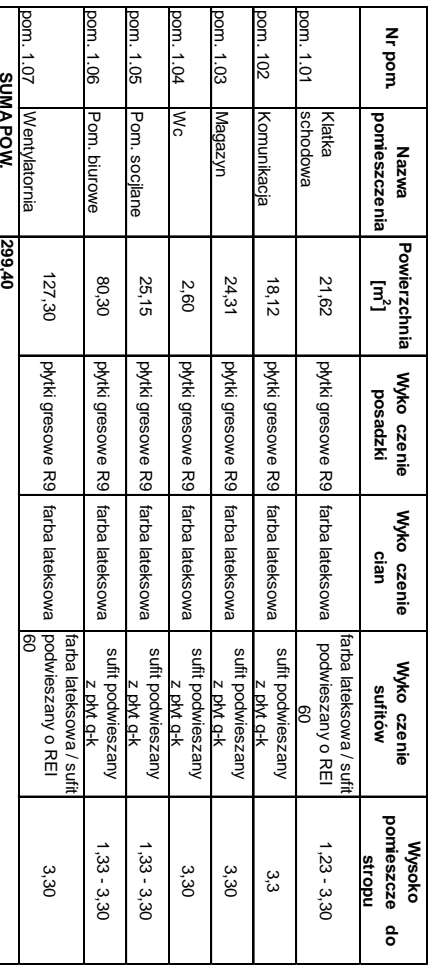 Nr pom.
Nazwa
pomieszczenia
Powierzchnia
[m²]
Wyko czenie
posadzki
Wyko czenie
cian
Wyko czenie
sufitów
Wysoko
pomieszcze do
stropu
pom. 1.01
Klatka
schodowa
21,62
płytki gresowe R9
farba lateksowa
farba lateksowa / sufit
podwieszany o REI
60
1,23 - 3,30
pom. 102
Komunikacja
18,12
płytki gresowe R9
farba lateksowa
sufit podwieszany
z płyt g-k
3,3
pom. 1.03
Magazyn
24,31
płytki gresowe R9
farba lateksowa
sufit podwieszany
z płyt g-k
3,30
pom. 1.04
Wc
2,60
płytki gresowe R9
farba lateksowa
sufit podwieszany
z płyt g-k
3,30
pom. 1.05
Pom. socjlane
25,15
płytki gresowe R9
farba lateksowa
sufit podwieszany
z płyt g-k
1,33 - 3,30
pom. 1.06
Pom. biurowe
80,30
płytki gresowe R9
farba lateksowa
sufit podwieszany
z płyt g-k
1,33 - 3,30
pom. 1.07
Wentylatornia
127,30
płytki gresowe R9
farba lateksowa
farba lateksowa / sufit
podwieszany o REI
60
3,30
SUMA POW.
299,40